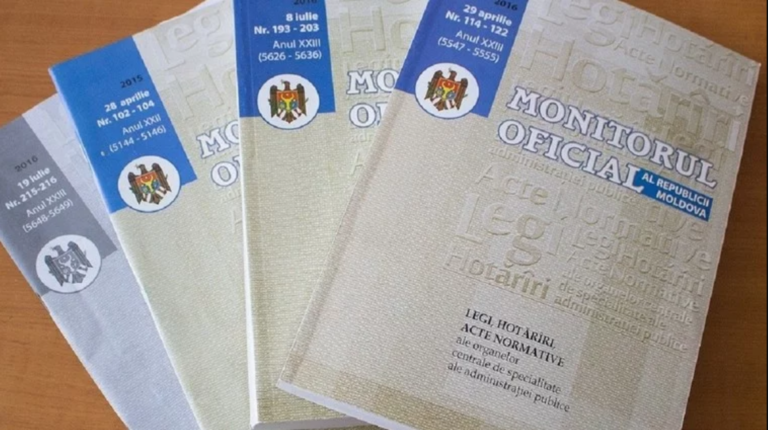 2016
19 iulie
Nr. 215-216
Anul XXIII
(5648-5649)
2015
28 aprilie
Nr. 102 - 104
Anul XXII
(5144 - 5146)
MO
OF
2016
8 iulie
Nr. 193 - 203
Anul XXIII
(5626 - 5636)
MO
OF
2016
29 aprilie
Nr. 114 - 122
Anul XXIII
(5547 - 5555)
Legi Hotărîri
Acte Normative
Hotărîri
MONITORUL
OFICIAL
AL REPUBLICII
MOLDOVA
administrației publice
Acte Normative
Legi
Legi Hotărîri
Acte Normative
Hotărîri
ale organelor centrale
de specialitate ale
administrației publice
LEGI, HOTĂRÎRI,
ACTE NORMATIVE
ale organelor
centrale de specialitate
ale administrației publice